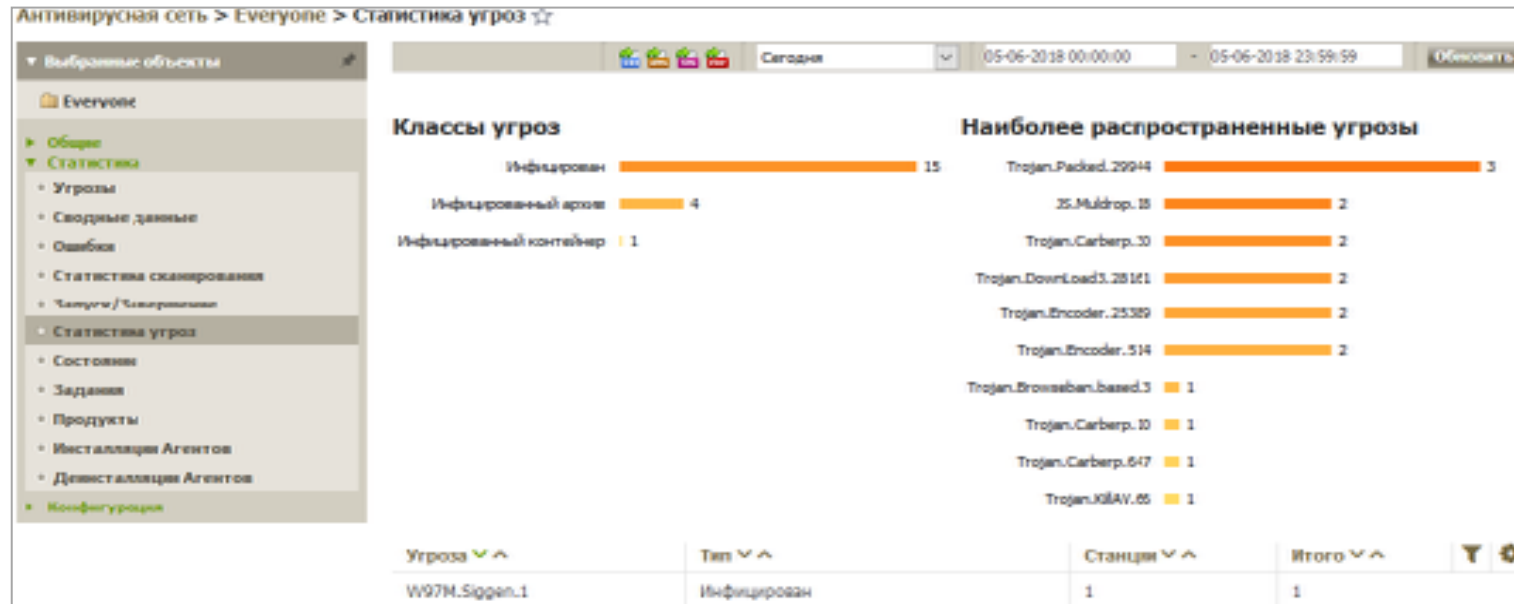 Антивирусная сеть > Everyone > Статистика угроз
Выбранные объекты
Everyone
Общие
Статистика
Угрозы
Сводные данные
Ошибки
Статистика сканирования
Запуск/Завершение
Статистика угроз
Состояние
Задания
Продукты
Инсталляции Агентов
Деинсталляции Агентов
Конфигурация
Сегодня 05-06-2018 00:00:00 - 05-06-2018 23:59:59 Обновить
Классы угроз
Инфицирован 15
Инфицированный архив 4
Инфицированный контейнер 1
Наиболее распространенные угрозы
Trojan.Packed.29944 3
JS.Muldrop.18 2
Trojan.Carberp.30 2
Trojan.DownLoad3.28161 2
Trojan.Encoder.25389 2
Trojan.Encoder.514 2
Trojan.Browseban.based.3 1
Trojan.Carberp.10 1
Trojan.Carberp.647 1
Trojan.KillAV.66 1
Угроза Тип Станции Итого
W97M.Siggen.1 Инфицирован 1 1